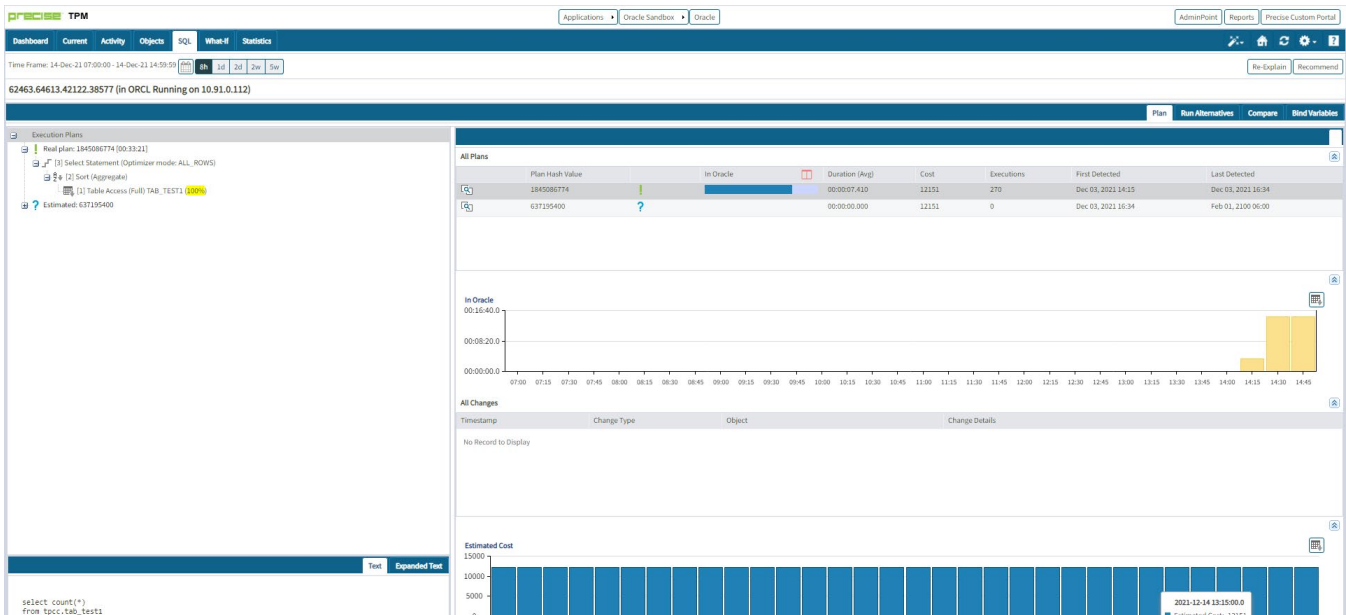 precise TPM
Applications Oracle Sandbox Oracle
AdminPoint Reports Precise Custom Portal
Dashboard Current Activity Objects SQL What-If Statistics
Time Frame: 14-Dec-21 07:00:00 - 14-Dec-21 14:59:59 8h 1d 2d 2w 5w
Re-Explain Recommend
62463.64613.42122.38577 (in ORCL Running on 10.91.0.112)
Plan Run Alternatives Compare Bind Variables
Execution Plans
Real plan: 1845086774 [00:33:21]
[3] Select Statement (Optimizer mode: ALL_ROWS)
[2] Sort (Aggregate)
[1] Table Access (Full) TAB_TEST1 (100%)
Estimated: 637195400
All Plans
Plan Hash Value In Oracle Duration (Avg) Cost Executions First Detected Last Detected
1845086774 00:00:07.410 12151 270 Dec 03, 2021 14:15 Dec 03, 2021 16:34
637195400 00:00:00.000 12151 0 Dec 03, 2021 16:34 Feb 01, 2100 06:00
In Oracle
00:16:40.0
00:08:20.0
00:00:00.0
07:00 07:15 07:30 07:45 08:00 08:15 08:30 08:45 09:00 09:15 09:30 09:45 10:00 10:15 10:30 10:45 11:00 11:15 11:30 11:45 12:00 12:15 12:30 12:45 13:00 13:15 13:30 13:45 14:00 14:15 14:30 14:45
All Changes
Timestamp Change Type Object Change Details
No Record to Display
Estimated Cost
15000
10000
5000
2021-12-14 13:15:00.0
Estimated Cost: 12151
Text Expanded Text
select count(*)
from tpcc.tab_test1